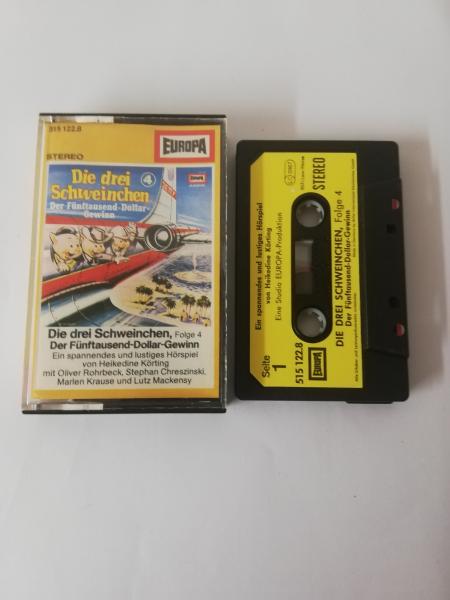 515 122.8
EUROPA
STEREO
Die drei
Schweinchen 4
Der Fünftausend-Dollar-
Gewinn
Die drei Schweinchen, Folge 4
Der Fünftausend-Dollar-Gewinn
Ein spannendes und lustiges Hörspiel
von Heikedine Körting
mit Oliver Rohrbeck, Stephan Chreszinski,
Marlen Krause und Lutz Mackensy
STEREO
Ein spannendes und lustiges Hörspiel
von Heikedine Körting
Eine Studio EUROPA-Produktion
Seite
1
515 122.8
EUROPA
DIE DREI SCHWEINCHEN, Folge 4
Der Fünftausend-Dollar-Gewinn